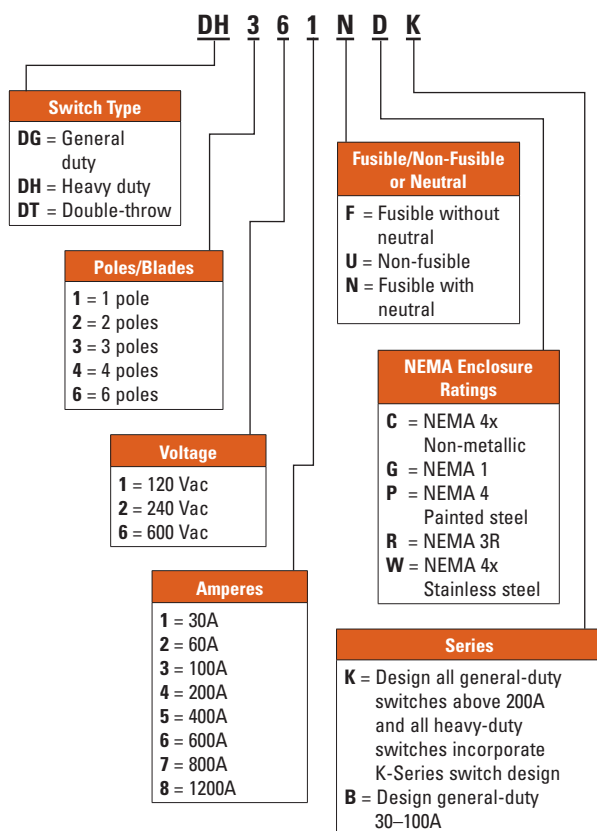 DH 3 6 1 N D K
Switch Type
DG = General
duty
DH = Heavy duty
DT = Double-throw
Poles/Blades
1 = 1 pole
2 = 2 poles
3 = 3 poles
4 = 4 poles
6 = 6 poles
Voltage
1 = 120 Vac
2 = 240 Vac
6 = 600 Vac
Amperes
1 = 30A
2 = 60A
3 = 100A
4 = 200A
5 = 400A
6 = 600A
7 = 800A
8 = 1200A
Fusible/Non-Fusible
or Neutral
F = Fusible without
neutral
U = Non-fusible
N = Fusible with
neutral
NEMA Enclosure
Ratings
C = NEMA 4x
Non-metallic
G = NEMA 1
P = NEMA 4
Painted steel
R = NEMA 3R
W = NEMA 4x
Stainless steel
Series
K = Design all general-duty
switches above 200A
and all heavy-duty
switches incorporate
K-Series switch design
B = Design general-duty
30–100A